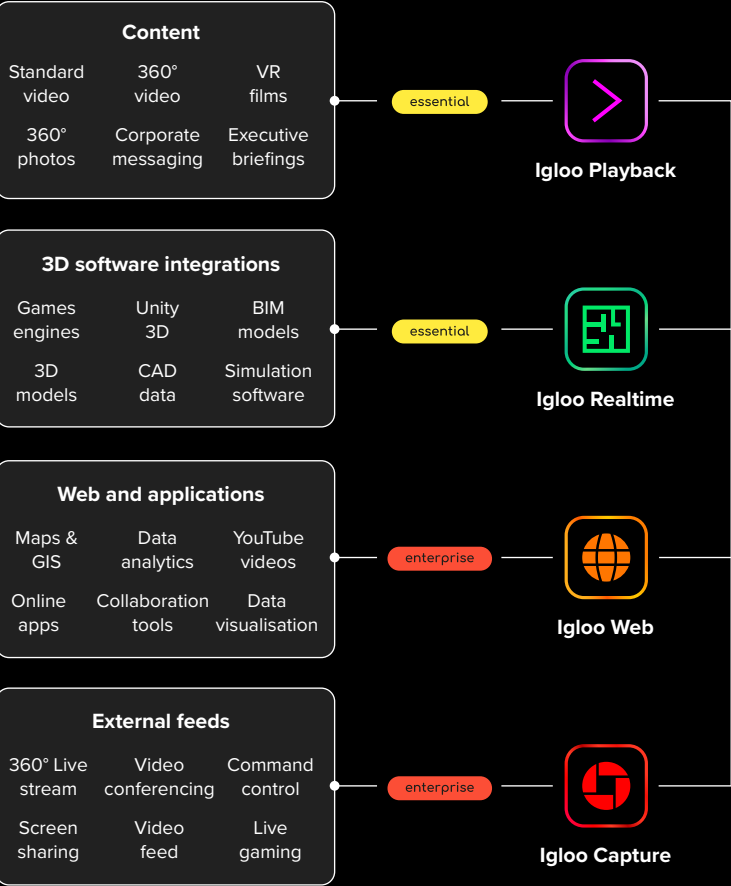 Content
Standard video
360° video
VR films
360° photos
Corporate messaging
Executive briefings
essential
Igloo Playback
3D software integrations
Games engines
Unity 3D
BIM models
3D models
CAD data
Simulation software
essential
Igloo Realtime
Web and applications
Maps & GIS
Data analytics
YouTube videos
Online apps
Collaboration tools
Data visualisation
enterprise
Igloo Web
External feeds
360° Live stream
Video conferencing
Command control
Screen sharing
Video feed
Live gaming
enterprise
Igloo Capture